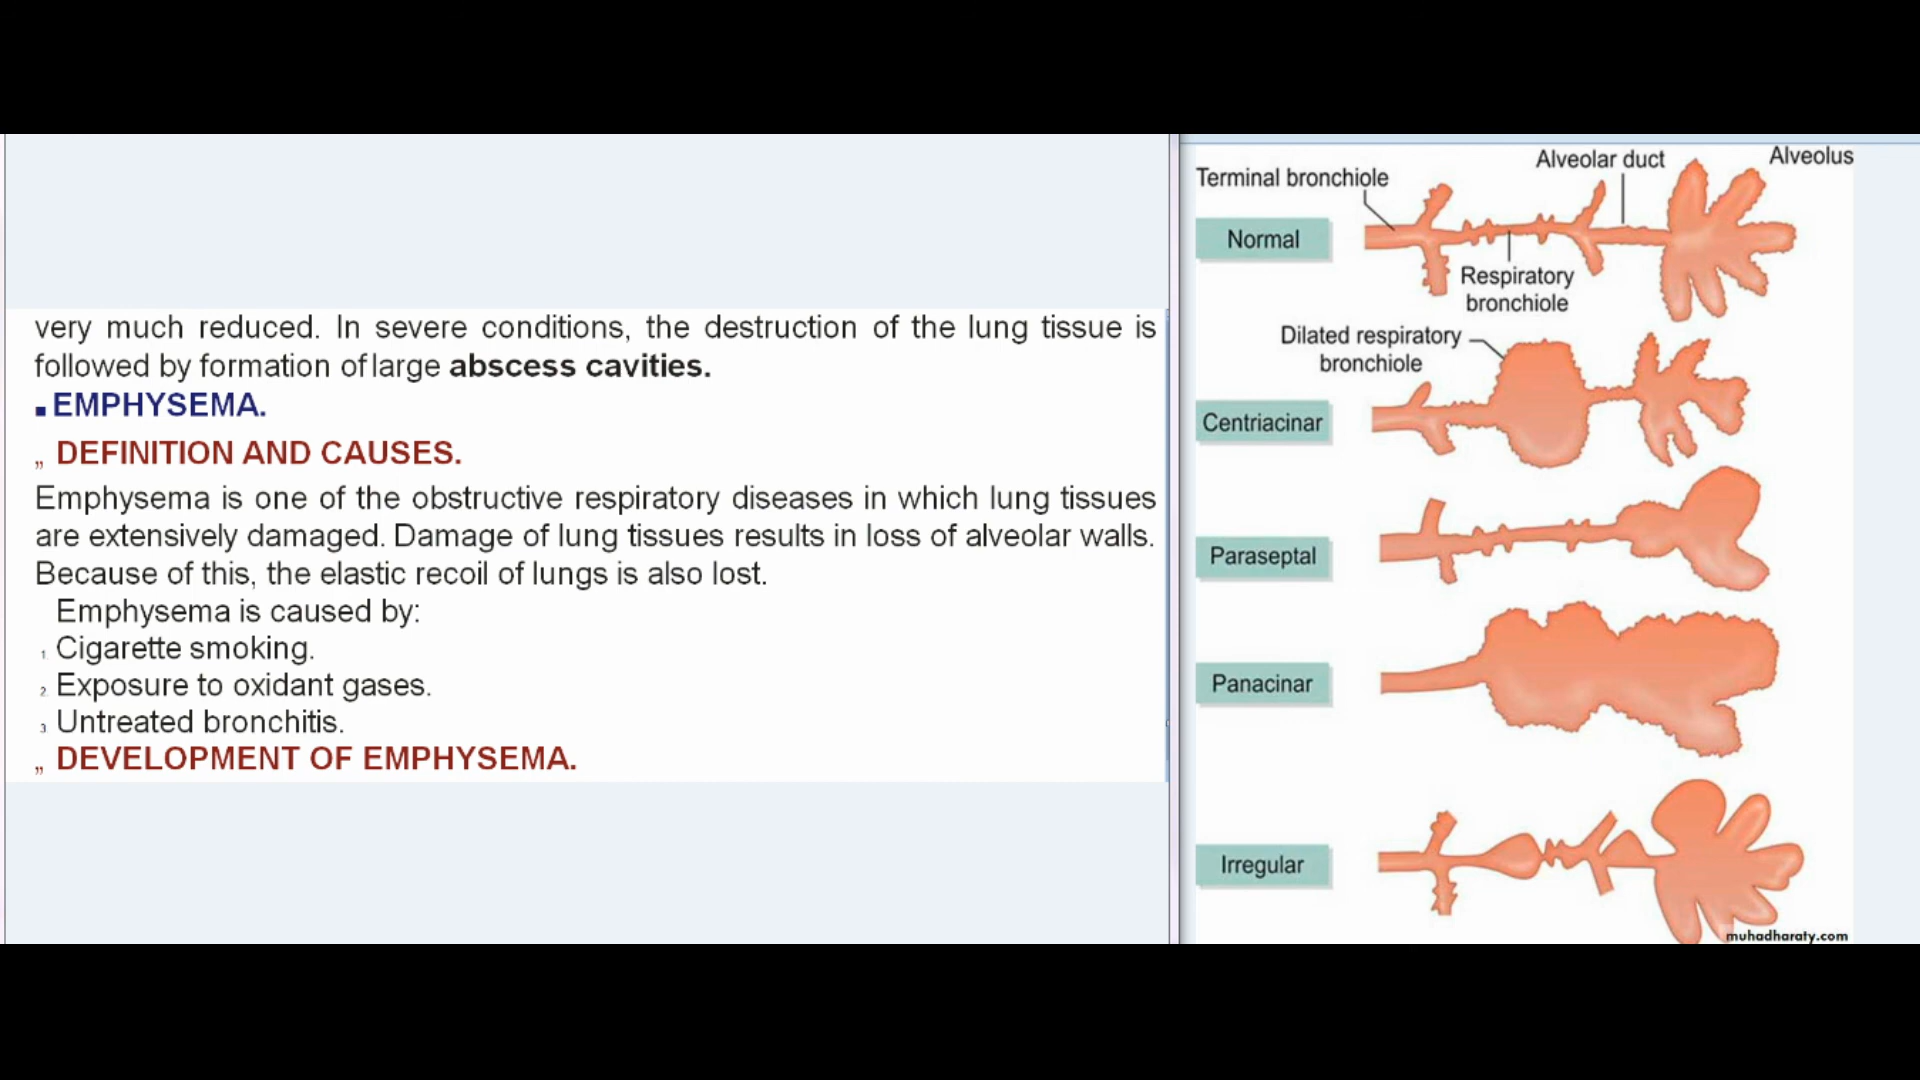 very much reduced. In severe conditions, the destruction of the lung tissue is
followed by formation of large abscess cavities.
▪ EMPHYSEMA.
„ DEFINITION AND CAUSES.
Emphysema is one of the obstructive respiratory diseases in which lung tissues
are extensively damaged. Damage of lung tissues results in loss of alveolar walls.
Because of this, the elastic recoil of lungs is also lost.
Emphysema is caused by:
1. Cigarette smoking.
2. Exposure to oxidant gases.
3 Untreated bronchitis.
„ DEVELOPMENT OF EMPHYSEMA.
Alveolar duct
Alveolus
Terminal bronchiole
Normal
Respiratory
bronchiole
Dilated respiratory
bronchiole
Centriacinar
Paraseptal
Panacinar
Irregular
muhadharaty.com